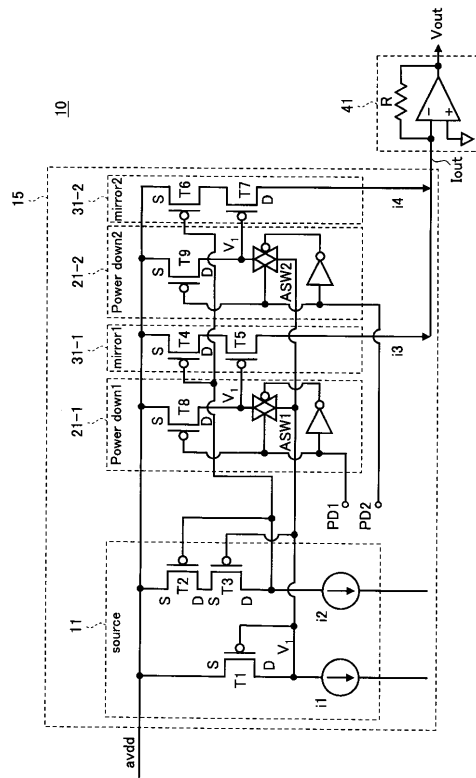 10
15
avdd
11
source
S
T1
D
V1
i1
S
T2
D
S
T3
D
i2
21-1
Power down1
S
T8
D
V1
ASW1
PD1
PD2
31-1
mirror1
T4
S
D
T5
i3
21-2
Power down2
S
T9
D
V1
ASW2
31-2
mirror2
S
T6
T7
D
i4
Iout
41
R
−
+
Vout